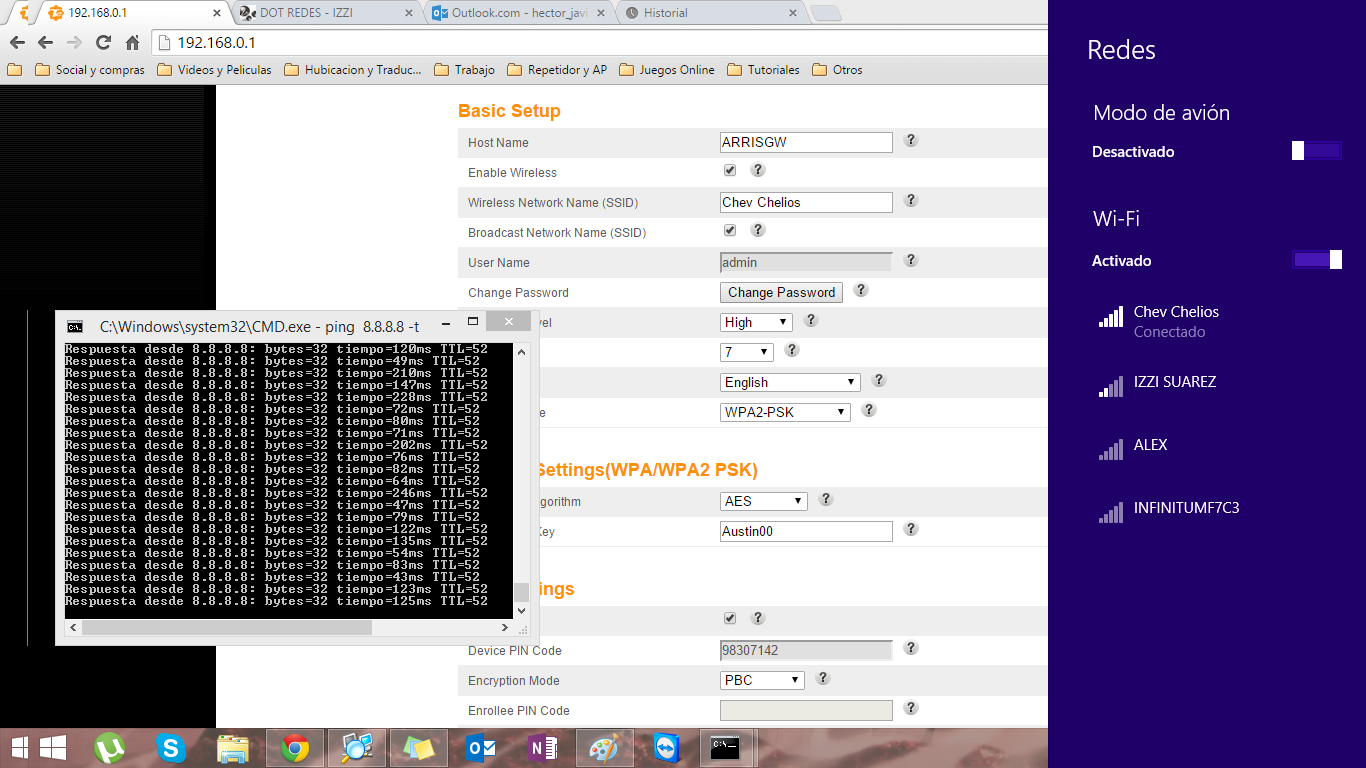 192.168.0.1
DOT REDES - IZZI
Outlook.com - hector_javi
Historial
192.168.0.1
Social y compras
Videos y Peliculas
Hubicacion y Traduc...
Trabajo
Repetidor y AP
Juegos Online
Tutoriales
Otros
Basic Setup
Host Name
ARRISGW
?
Enable Wireless
?
Wireless Network Name (SSID)
Chev Chelios
?
Broadcast Network Name (SSID)
?
User Name
admin
?
Change Password
Change Password
?
vel
High
?
7
?
English
?
e
WPA2-PSK
?
Settings(WPA/WPA2 PSK)
gorithm
AES
?
Key
Austin00
?
ings
?
Device PIN Code
98307142
?
Encryption Mode
PBC
?
Enrollee PIN Code
?
C:\Windows\system32\CMD.exe - ping 8.8.8.8 -t
Respuesta desde 8.8.8.8: bytes=32 tiempo=120ms TTL=52
Respuesta desde 8.8.8.8: bytes=32 tiempo=49ms TTL=52
Respuesta desde 8.8.8.8: bytes=32 tiempo=210ms TTL=52
Respuesta desde 8.8.8.8: bytes=32 tiempo=147ms TTL=52
Respuesta desde 8.8.8.8: bytes=32 tiempo=228ms TTL=52
Respuesta desde 8.8.8.8: bytes=32 tiempo=72ms TTL=52
Respuesta desde 8.8.8.8: bytes=32 tiempo=80ms TTL=52
Respuesta desde 8.8.8.8: bytes=32 tiempo=71ms TTL=52
Respuesta desde 8.8.8.8: bytes=32 tiempo=202ms TTL=52
Respuesta desde 8.8.8.8: bytes=32 tiempo=76ms TTL=52
Respuesta desde 8.8.8.8: bytes=32 tiempo=82ms TTL=52
Respuesta desde 8.8.8.8: bytes=32 tiempo=64ms TTL=52
Respuesta desde 8.8.8.8: bytes=32 tiempo=246ms TTL=52
Respuesta desde 8.8.8.8: bytes=32 tiempo=47ms TTL=52
Respuesta desde 8.8.8.8: bytes=32 tiempo=79ms TTL=52
Respuesta desde 8.8.8.8: bytes=32 tiempo=122ms TTL=52
Respuesta desde 8.8.8.8: bytes=32 tiempo=135ms TTL=52
Respuesta desde 8.8.8.8: bytes=32 tiempo=54ms TTL=52
Respuesta desde 8.8.8.8: bytes=32 tiempo=83ms TTL=52
Respuesta desde 8.8.8.8: bytes=32 tiempo=43ms TTL=52
Respuesta desde 8.8.8.8: bytes=32 tiempo=123ms TTL=52
Respuesta desde 8.8.8.8: bytes=32 tiempo=125ms TTL=52
Redes
Modo de avión
Desactivado
Wi-Fi
Activado
Chev Chelios
Conectado
IZZI SUAREZ
ALEX
INFINITUMF7C3